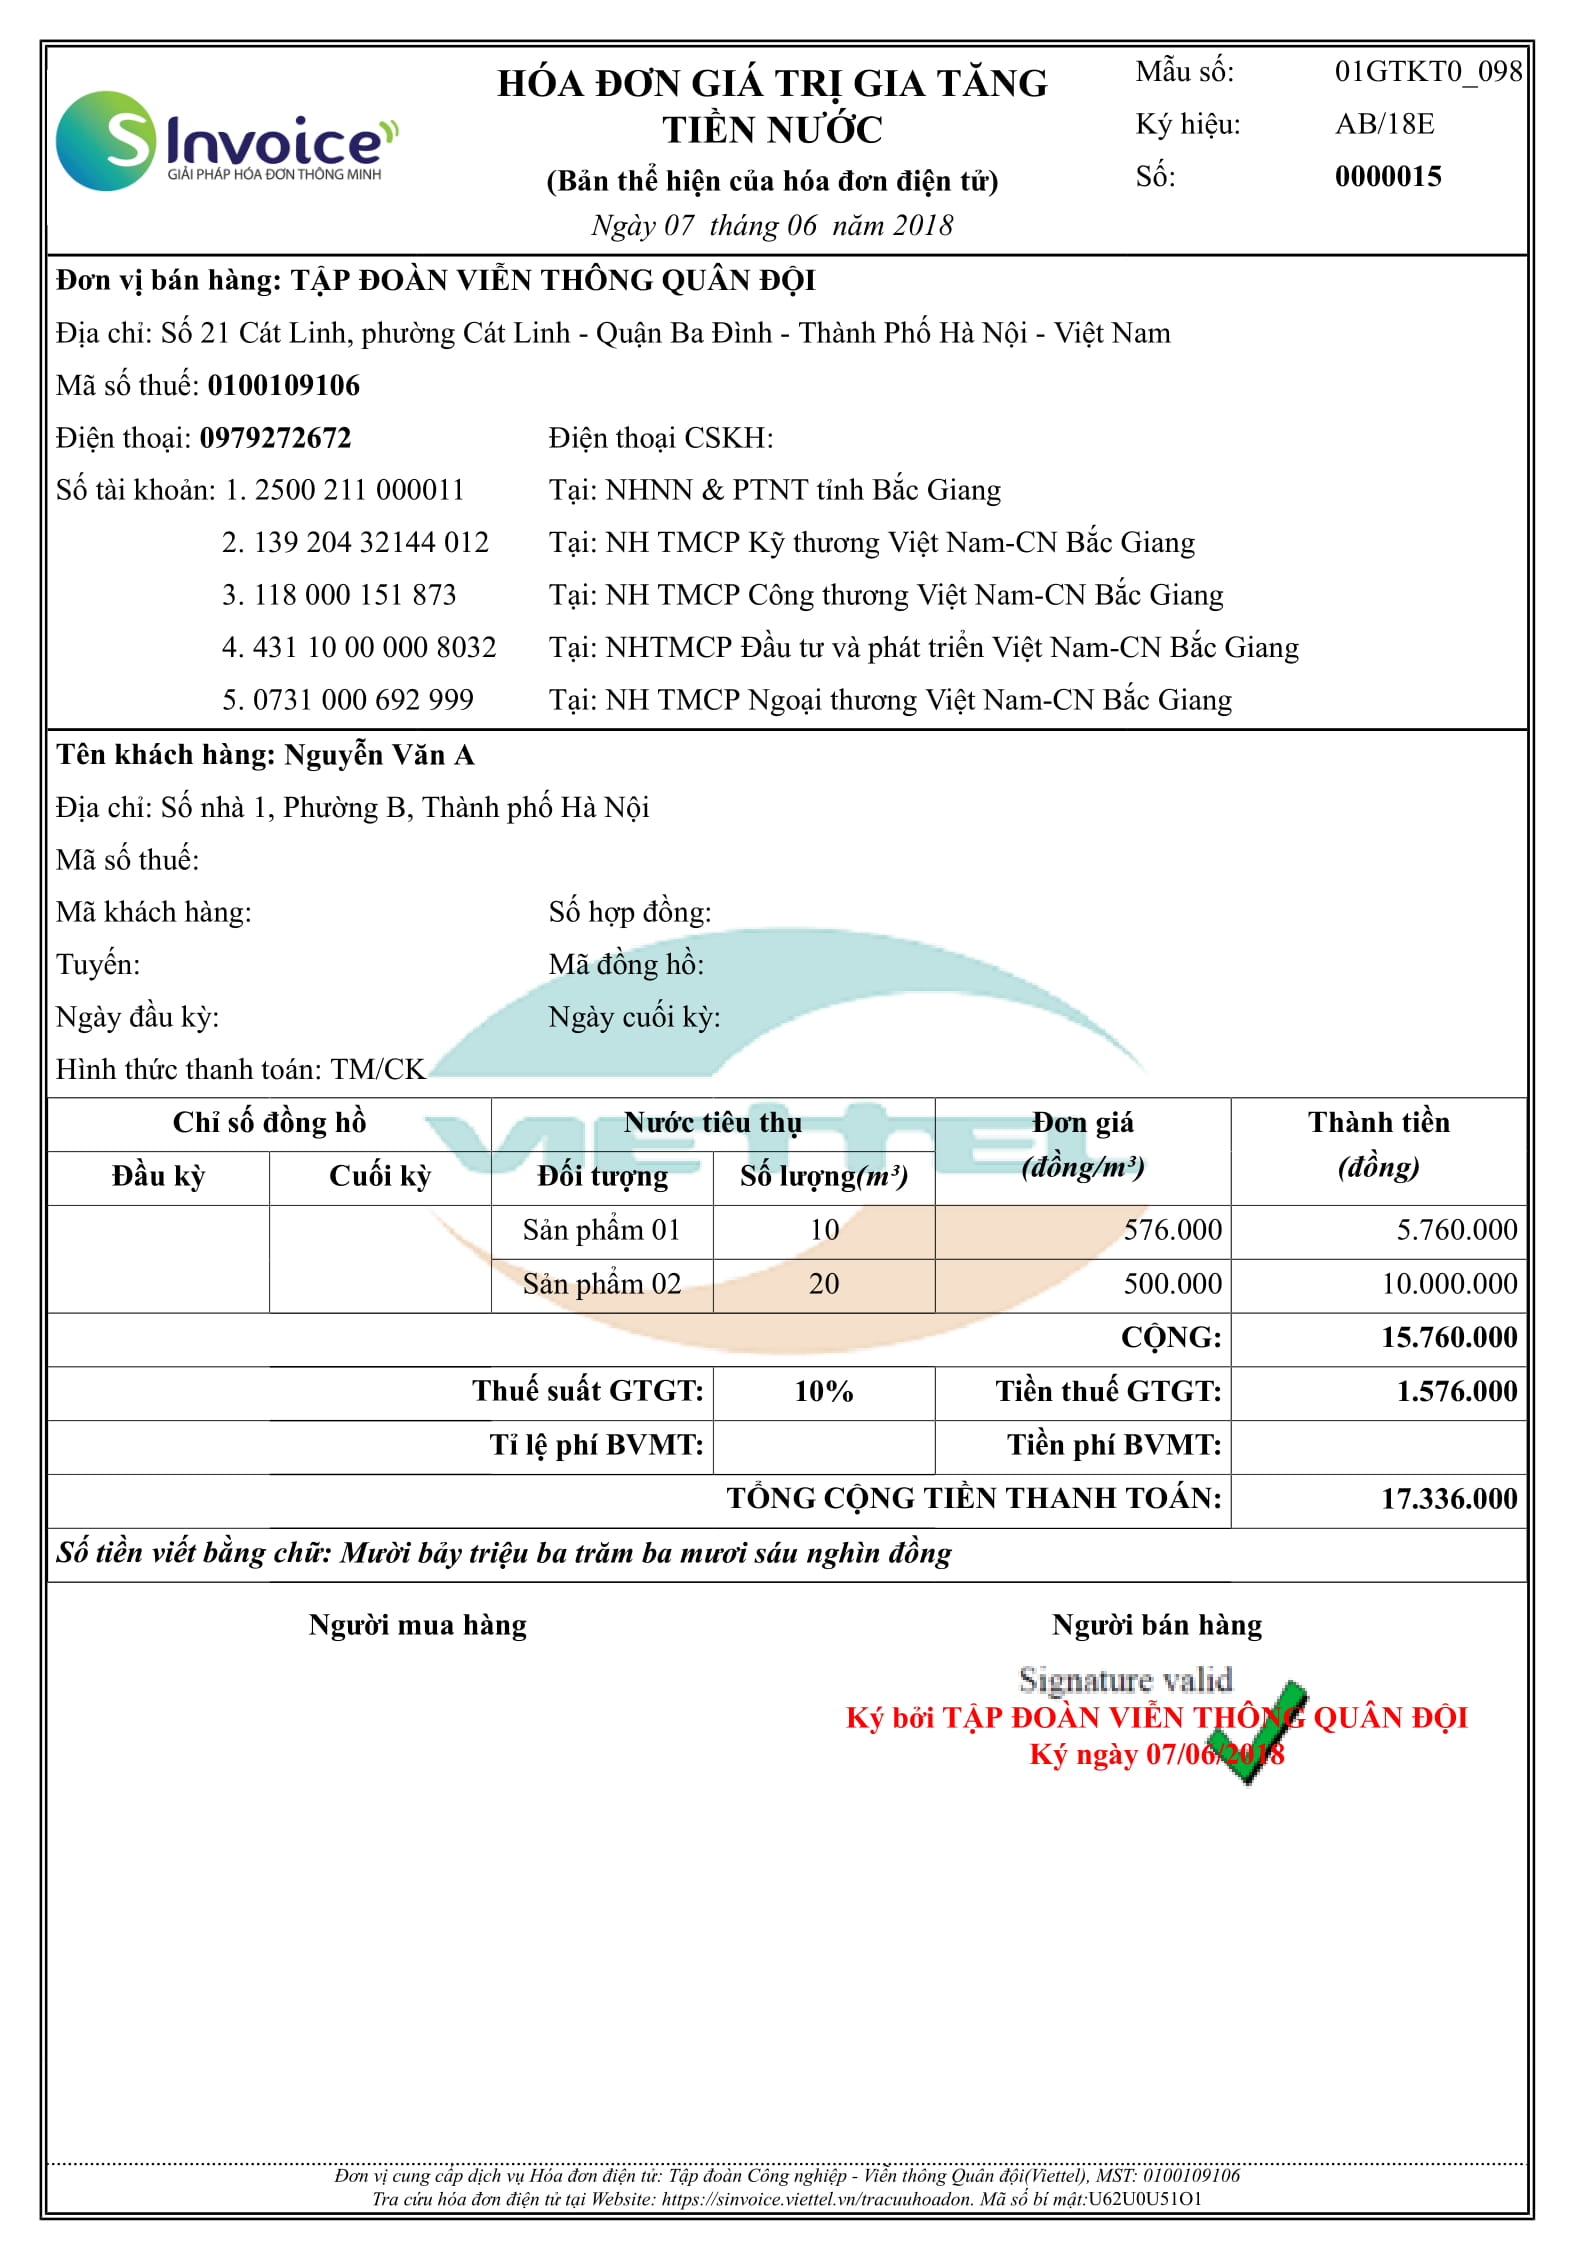 S Invoice
GIẢI PHÁP HÓA ĐƠN THÔNG MINH
HÓA ĐƠN GIÁ TRỊ GIA TĂNG
TIỀN NƯỚC
(Bản thể hiện của hóa đơn điện tử)
Ngày 07 tháng 06 năm 2018
Mẫu số: 01GTKT0_098
Ký hiệu: AB/18E
Số: 0000015
Đơn vị bán hàng: TẬP ĐOÀN VIỄN THÔNG QUÂN ĐỘI
Địa chỉ: Số 21 Cát Linh, phường Cát Linh - Quận Ba Đình - Thành Phố Hà Nội - Việt Nam
Mã số thuế: 0100109106
Điện thoại: 0979272672 Điện thoại CSKH:
Số tài khoản: 1. 2500 211 000011 Tại: NHNN & PTNT tỉnh Bắc Giang
2. 139 204 32144 012 Tại: NH TMCP Kỹ thương Việt Nam-CN Bắc Giang
3. 118 000 151 873 Tại: NH TMCP Công thương Việt Nam-CN Bắc Giang
4. 431 10 00 000 8032 Tại: NHTMCP Đầu tư và phát triển Việt Nam-CN Bắc Giang
5. 0731 000 692 999 Tại: NH TMCP Ngoại thương Việt Nam-CN Bắc Giang
Tên khách hàng: Nguyễn Văn A
Địa chỉ: Số nhà 1, Phường B, Thành phố Hà Nội
Mã số thuế:
Mã khách hàng: Số hợp đồng:
Tuyến: Mã đồng hồ:
Ngày đầu kỳ: Ngày cuối kỳ:
Hình thức thanh toán: TM/CK
VIETTEL
Chỉ số đồng hồ Nước tiêu thụ Đơn giá Thành tiền
(đồng/m³) (đồng)
Đầu kỳ Cuối kỳ Đối tượng Số lượng(m³)
Sản phẩm 01 10 576.000 5.760.000
Sản phẩm 02 20 500.000 10.000.000
CỘNG: 15.760.000
Thuế suất GTGT: 10% Tiền thuế GTGT: 1.576.000
Tỉ lệ phí BVMT: Tiền phí BVMT:
TỔNG CỘNG TIỀN THANH TOÁN: 17.336.000
Số tiền viết bằng chữ: Mười bảy triệu ba trăm ba mươi sáu nghìn đồng
Người mua hàng Người bán hàng
Signature valid
Ký bởi TẬP ĐOÀN VIỄN THÔNG QUÂN ĐỘI
Ký ngày 07/06/2018
Đơn vị cung cấp dịch vụ Hóa đơn điện tử: Tập đoàn Công nghiệp - Viễn thông Quân đội(Viettel), MST: 0100109106
Tra cứu hóa đơn điện tử tại Website: https://sinvoice.viettel.vn/tracuuhoadon. Mã số bí mật:U62U0U51O1